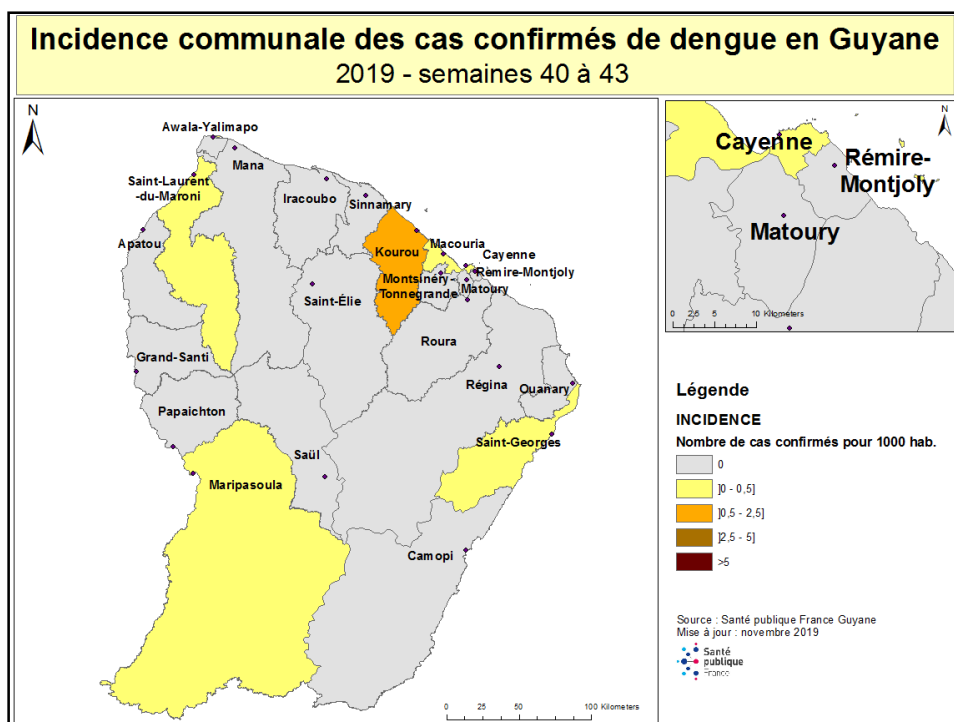 Incidence communale des cas confirmés de dengue en Guyane
2019 - semaines 40 à 43
N
Awala-Yalimapo
Mana
Saint-Laurent
-du-Maroni
Iracoubo
Sinnamary
Apatou
Kourou
Macouria
Cayenne
Rémire-Montjoly
Montsinéry-
Tonnegrande
Matoury
Saint-Élie
Roura
Grand-Santi
Régina
Ouanary
Papaichton
Saint-Georges
Saül
Maripasoula
Camopi
0 25 50 100 Kilometers
N
Cayenne
Rémire-
Montjoly
Matoury
0 2,5 5 10 Kilometers
Légende
INCIDENCE
Nombre de cas confirmés pour 1000 hab.
0
]0 - 0,5]
]0,5 - 2,5]
]2,5 - 5]
>5
Source : Santé publique France Guyane
Mise à jour : novembre 2019
Santé
publique
France